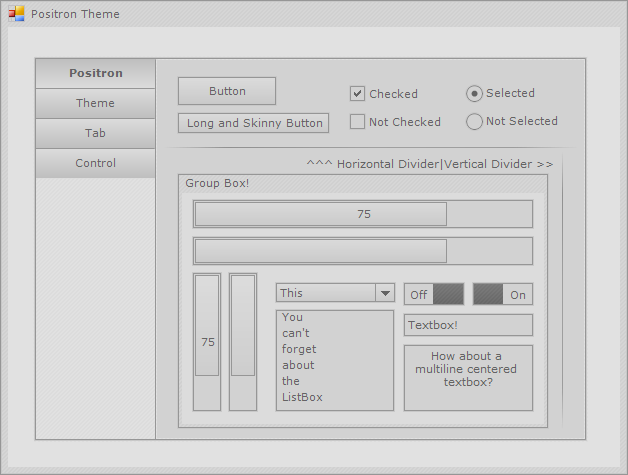 Positron Theme
Positron
Theme
Tab
Control
Button
Checked
Selected
Long and Skinny Button
Not Checked
Not Selected
^^^ Horizontal Divider|Vertical Divider >>
Group Box!
75
75
This
Off
On
You
can't
forget
about
the
ListBox
Textbox!
How about a
multiline centered
textbox?